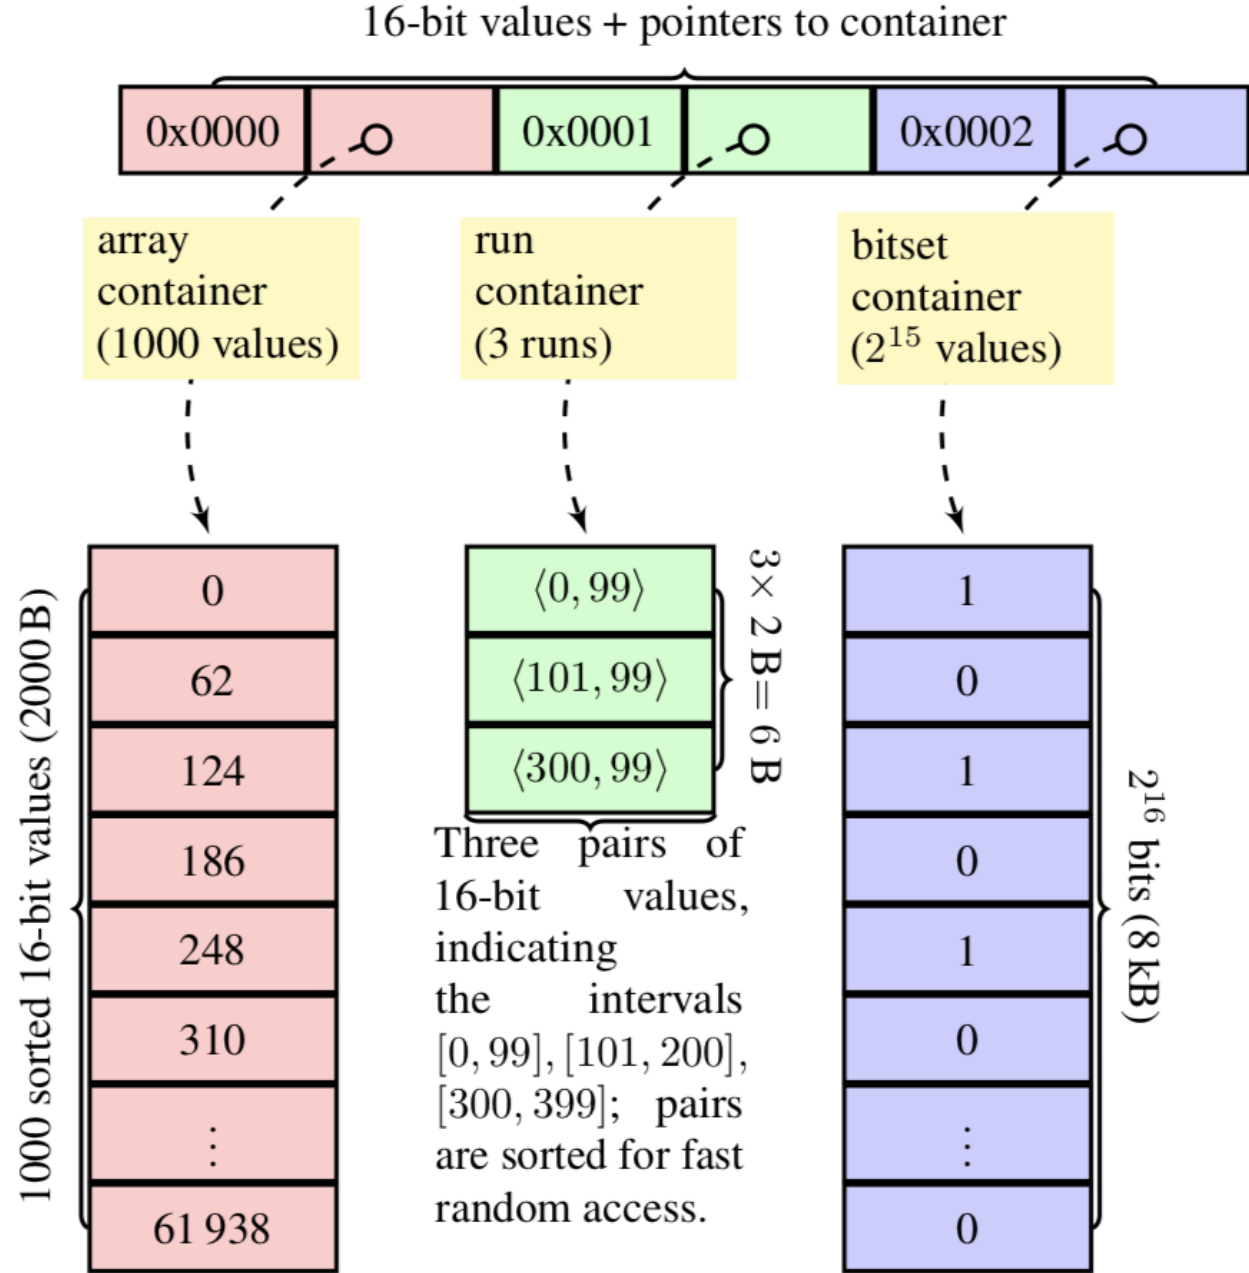 16-bit values + pointers to container
0x0000
0x0001
0x0002
array
container
(1000 values)
run
container
(3 runs)
bitset
container
(2¹⁵ values)
1000 sorted 16-bit values (2000 B)
0
62
124
186
248
310
⋮
61 938
⟨0, 99⟩
⟨101, 99⟩
⟨300, 99⟩
3× 2 B= 6 B
Three pairs of
16-bit values,
indicating
the intervals
[0, 99], [101, 200],
[300, 399]; pairs
are sorted for fast
random access.
1
0
1
0
1
0
⋮
0
2¹⁶ bits (8 kB)